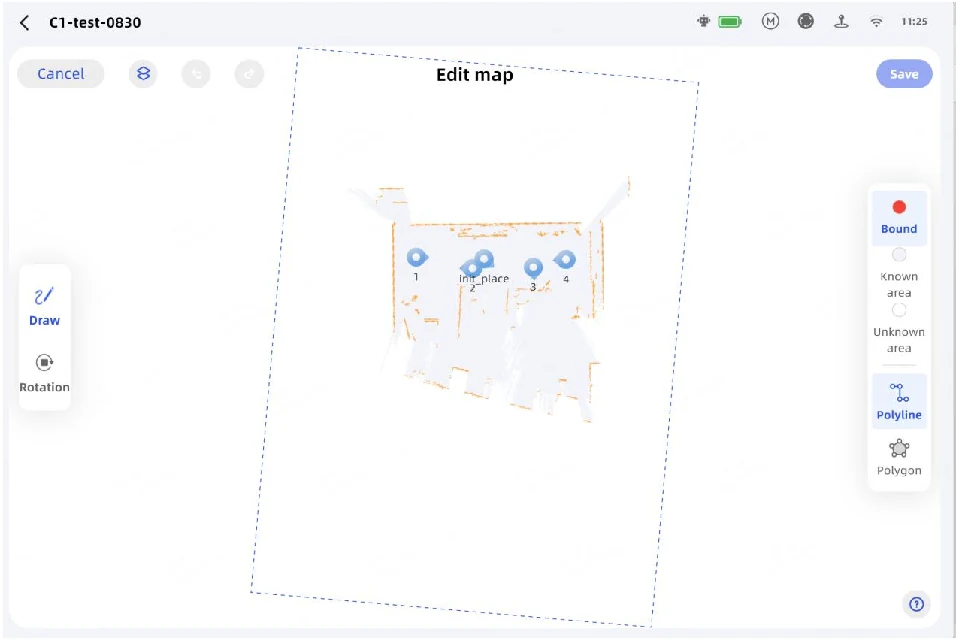 C1-test-0830
M
11:25
Cancel
Edit map
Save
Bound
Known
area
Unknown
area
Polyline
Polygon
Draw
Rotation
1
init_place
2
3
4
?